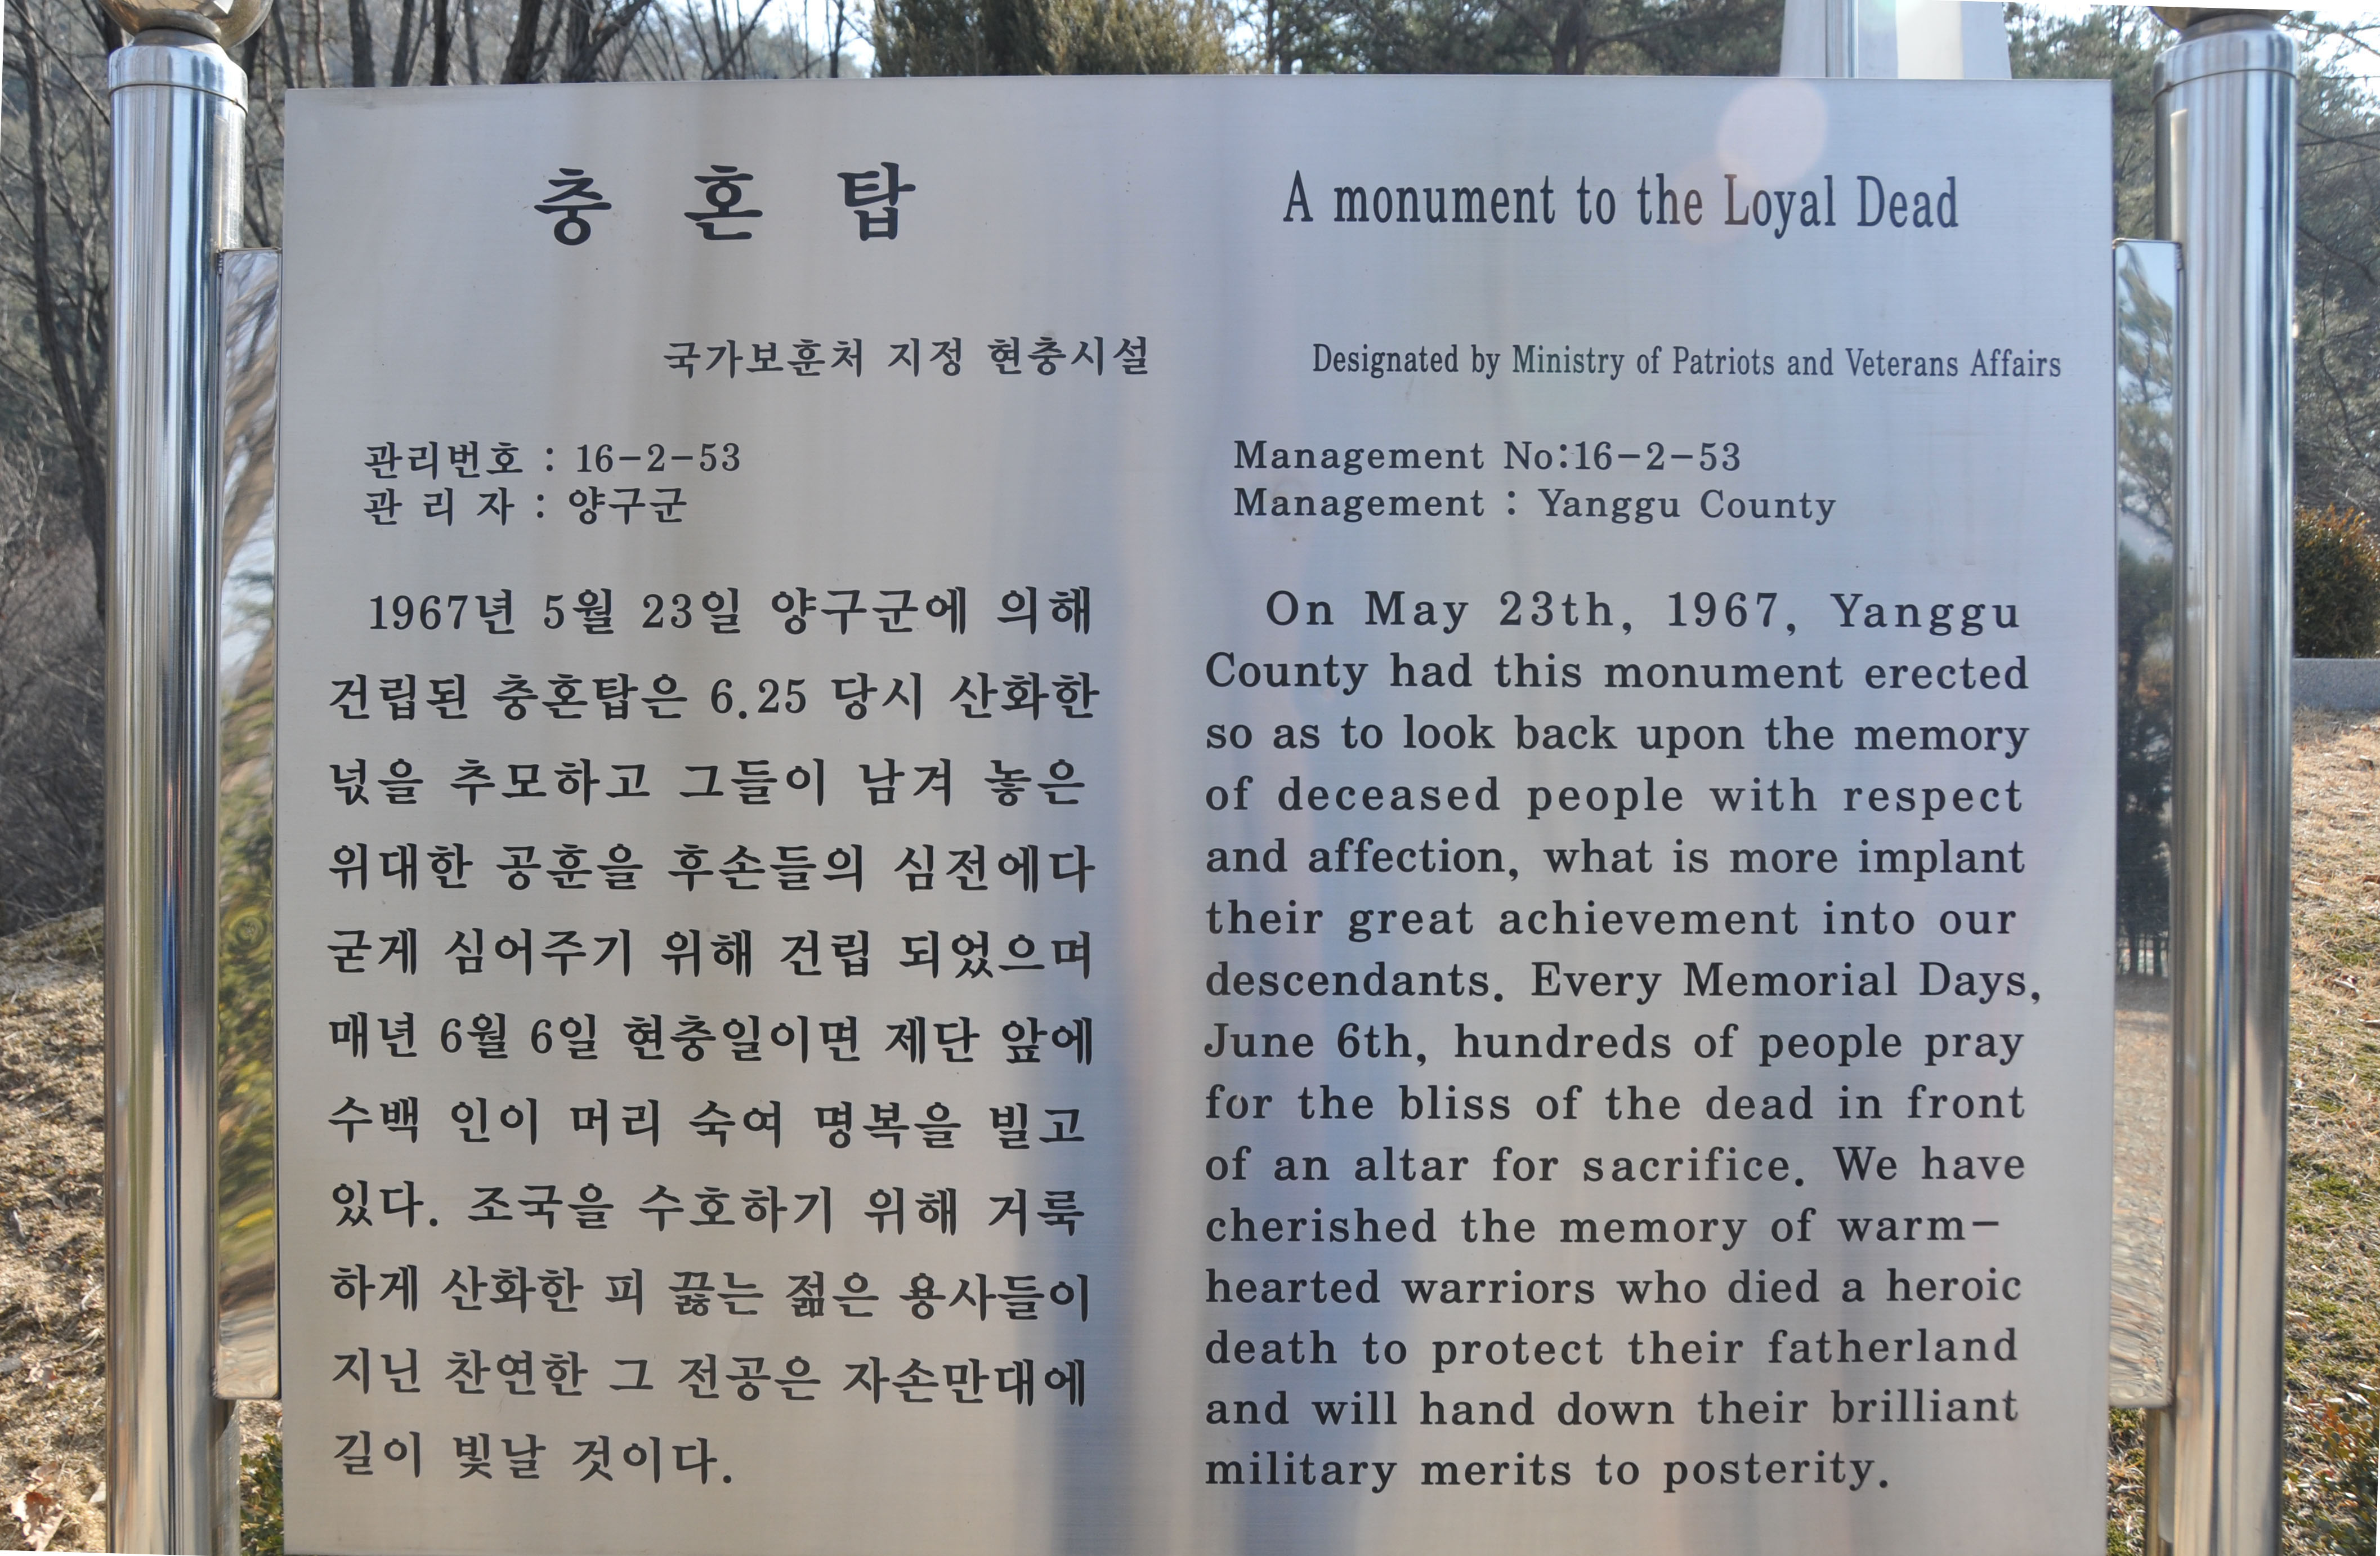 충 혼 탑
국가보훈처 지정 현충시설
관리번호 : 16-2-53
관 리 자 : 양구군
1967년 5월 23일 양구군에 의해
건립된 충혼탑은 6.25 당시 산화한
넋을 추모하고 그들이 남겨 놓은
위대한 공훈을 후손들의 심전에다
굳게 심어주기 위해 건립 되었으며
매년 6월 6일 현충일이면 제단 앞에
수백 인이 머리 숙여 명복을 빌고
있다. 조국을 수호하기 위해 거룩
하게 산화한 피 끓는 젊은 용사들이
지닌 찬연한 그 전공은 자손만대에
길이 빛날 것이다.
A monument to the Loyal Dead
Designated by Ministry of Patriots and Veterans Affairs
Management No:16-2-53
Management : Yanggu County
On May 23th, 1967, Yanggu
County had this monument erected
so as to look back upon the memory
of deceased people with respect
and affection, what is more implant
their great achievement into our
descendants. Every Memorial Days,
June 6th, hundreds of people pray
for the bliss of the dead in front
of an altar for sacrifice. We have
cherished the memory of warm-
hearted warriors who died a heroic
death to protect their fatherland
and will hand down their brilliant
military merits to posterity.